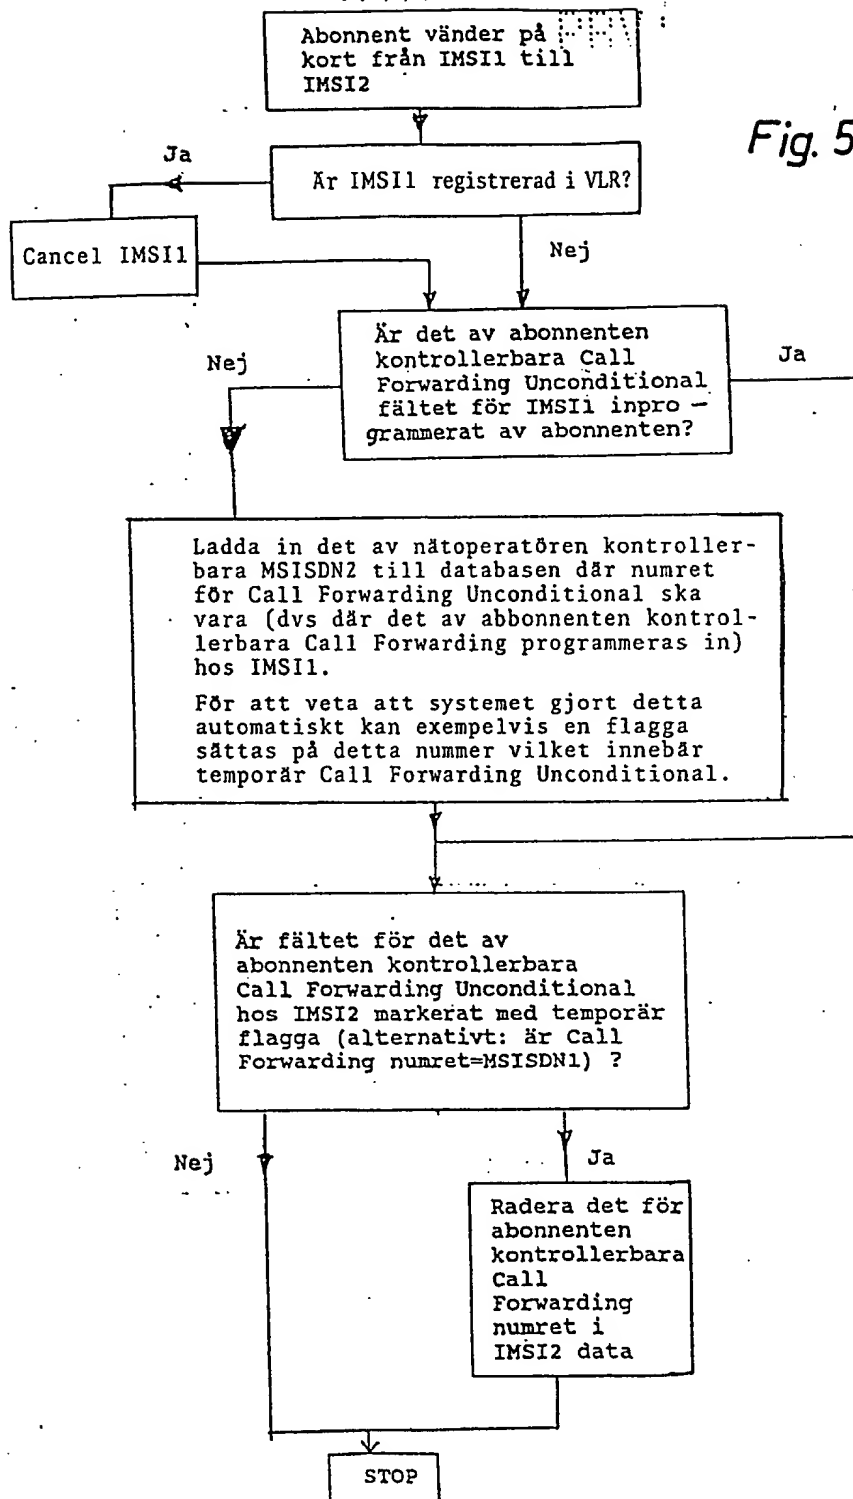 Abonnent vänder på
kort från IMSI1 till
IMSI2
Fig. 5
Ja
Är IMSI1 registrerad i VLR?
Cancel IMSI1
Nej
Är det av abonnenten
kontrollerbara Call
Forwarding Unconditional
fältet för IMSI1 inpro-
grammerat av abonnenten?
Nej
Ja
Ladda in det av nätoperatören kontroller-
bara MSISDN2 till databasen där numret
för Call Forwarding Unconditional ska
vara (dvs där det av abbonnenten kontrol-
lerbara Call Forwarding programmeras in)
hos IMSI1.
För att veta att systemet gjort detta
automatiskt kan exempelvis en flagga
sättas på detta nummer vilket innebär
temporär Call Forwarding Unconditional.
Är fältet för det av
abonnenten kontrollerbara
Call Forwarding Unconditional
hos IMSI2 markerat med temporär
flagga (alternativt: är Call
Forwarding numret=MSISDN1) ?
Nej
Ja
Radera det för
abonnenten
kontrollerbara
Call
Forwarding
numret i
IMSI2 data
STOP